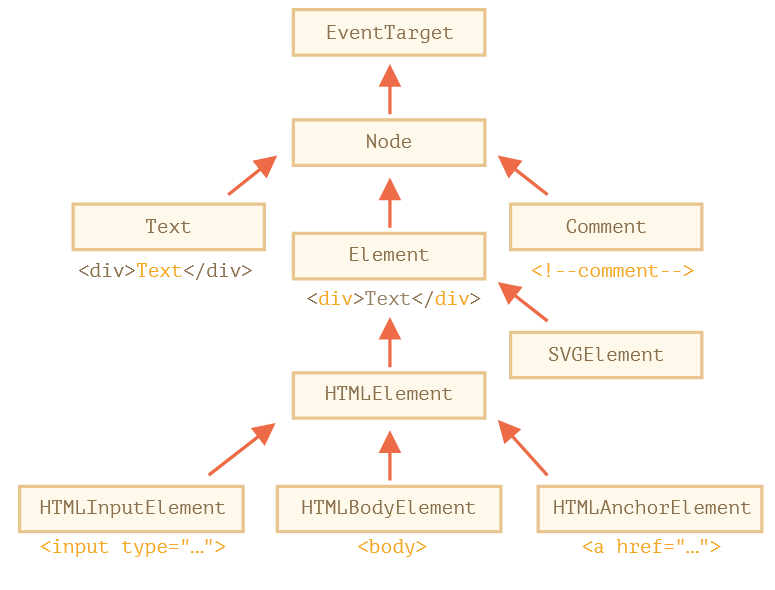 EventTarget
Node
Text
Comment
<div>Text</div>
Element
<!--comment-->
<div>Text</div>
SVGElement
HTMLElement
HTMLInputElement
HTMLBodyElement
HTMLAnchorElement
<input type="…">
<body>
<a href="…">